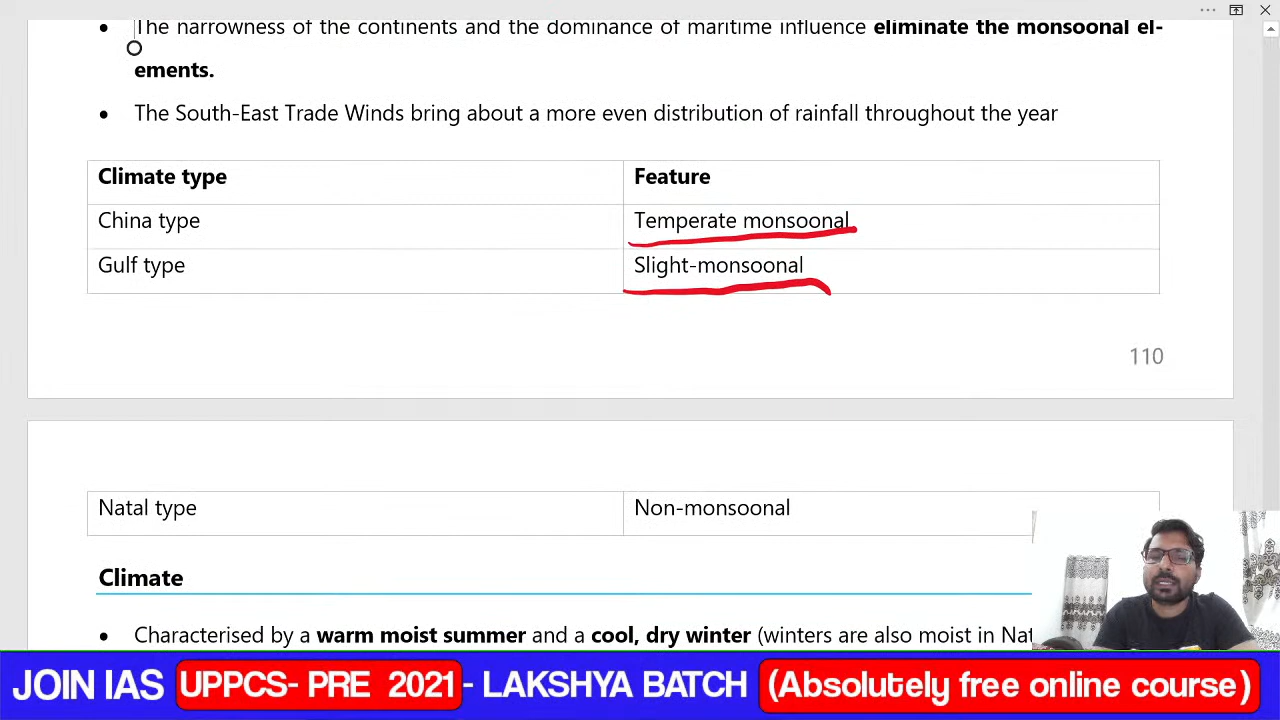 The narrowness of the continents and the dominance of maritime influence eliminate the monsoonal el-
ements.
The South-East Trade Winds bring about a more even distribution of rainfall throughout the year
Climate type Feature
China type Temperate monsoonal
Gulf type Slight-monsoonal
110
Natal type Non-monsoonal
Climate
Characterised by a warm moist summer and a cool, dry winter (winters are also moist in
JOIN IAS UPPCS- PRE 2021 - LAKSHYA BATCH (Absolutely free online course)